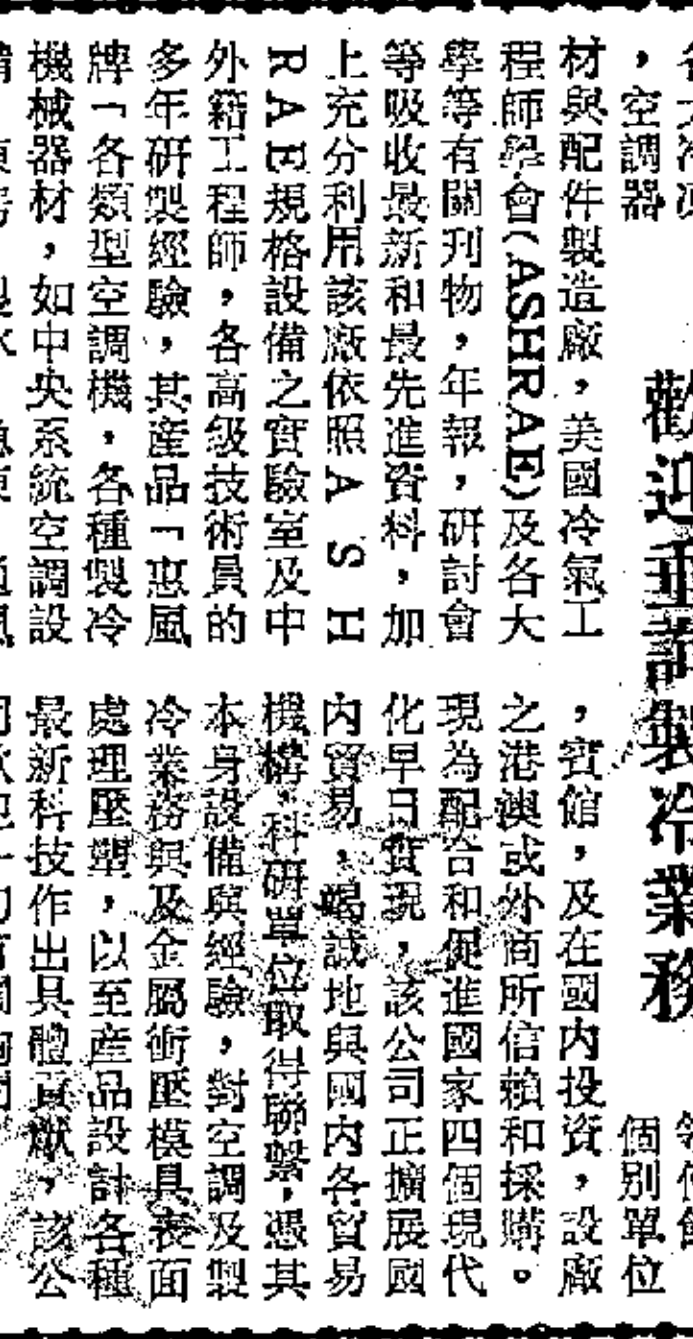 歡迎垂詢製冷業務
，空調器
材與配件製造廠，美國冷氣工
程師學會(ASHRAE)及各大
學等有關刊物，年報，研討會
等吸收最新和最先進資料，加
上充分利用該廠依照ASH
RAE規格設備之實驗室及中
外籍工程師，各高級技術員的
多年研製經驗，其產品「惠風
牌「各類型空調機，各種製冷
機械器材，如中央系統空調設
個別單位
，賓館，及在國內投資，設廠
之港澳或外商所信賴和採購。
現為配合和促進國家四個現代
化早日實現，該公司正擴展國
內貿易，竭誠地與國內各貿易
機構，科研單位取得聯繫，憑其
本身設備與經驗，對空調及製
冷業務與及金屬衝壓模具表面
處理壓塑，以至產品設計各種
最新科技作出具體貢獻，該公